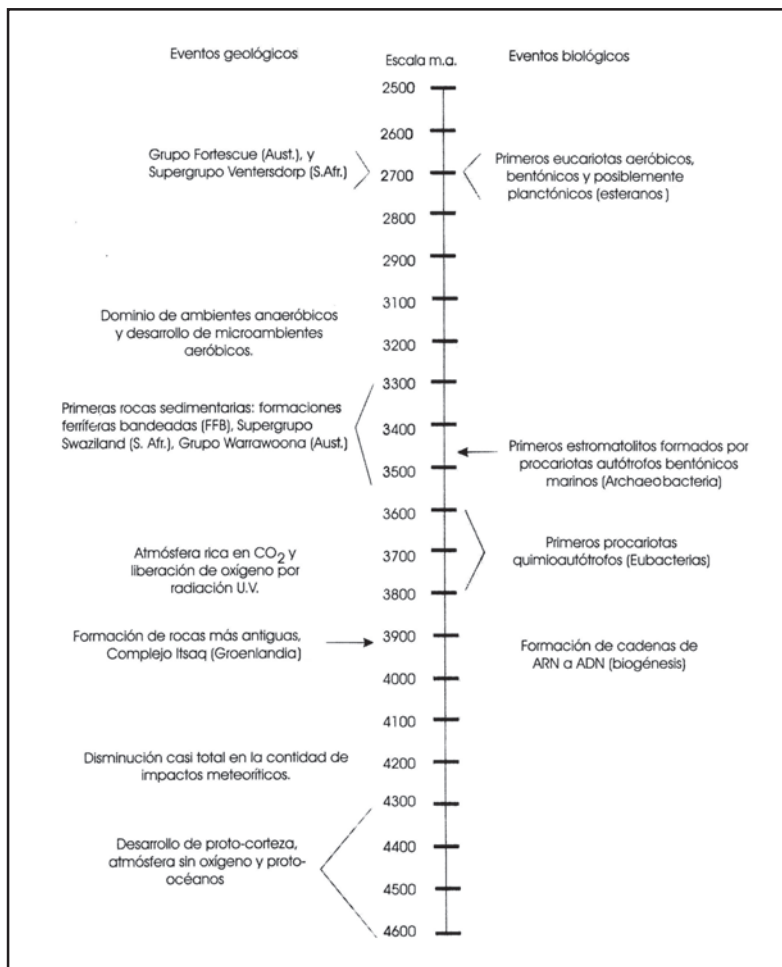 Eventos geológicos
Escala m.a.
Eventos biológicos
2500
2600
Grupo Fortescue (Aust.), y
Supergrupo Ventersdorp (S.Afr.)
2700
Primeros eucariotas aeróbicos,
bentónicos y posiblemente
planctónicos (esteranos)
2800
2900
3100
Dominio de ambientes anaeróbicos
y desarrollo de microambientes
aeróbicos.
3200
3300
Primeras rocas sedimentarias: formaciones
ferríferas bandeadas (FFB), Supergrupo
Swaziland (S. Afr.), Grupo Warrawoona (Aust.)
3400
Primeros estromatolitos formados por
procariotas autótrofos bentónicos
marinos (Archaeobacteria)
3500
3600
Atmósfera rica en CO2 y
liberación de oxígeno por
radiación U.V.
3700
Primeros procariotas
quimioautótrofos (Eubacterias)
3800
Formación de rocas más antiguas,
Complejo Itsaq (Groenlandia)
3900
Formación de cadenas de
ARN a ADN (biogénesis)
4000
4100
Disminución casi total en la contidad de
impactos meteoríticos.
4200
4300
Desarrollo de proto-corteza,
atmósfera sin oxígeno y proto-
océanos
4400
4500
4600